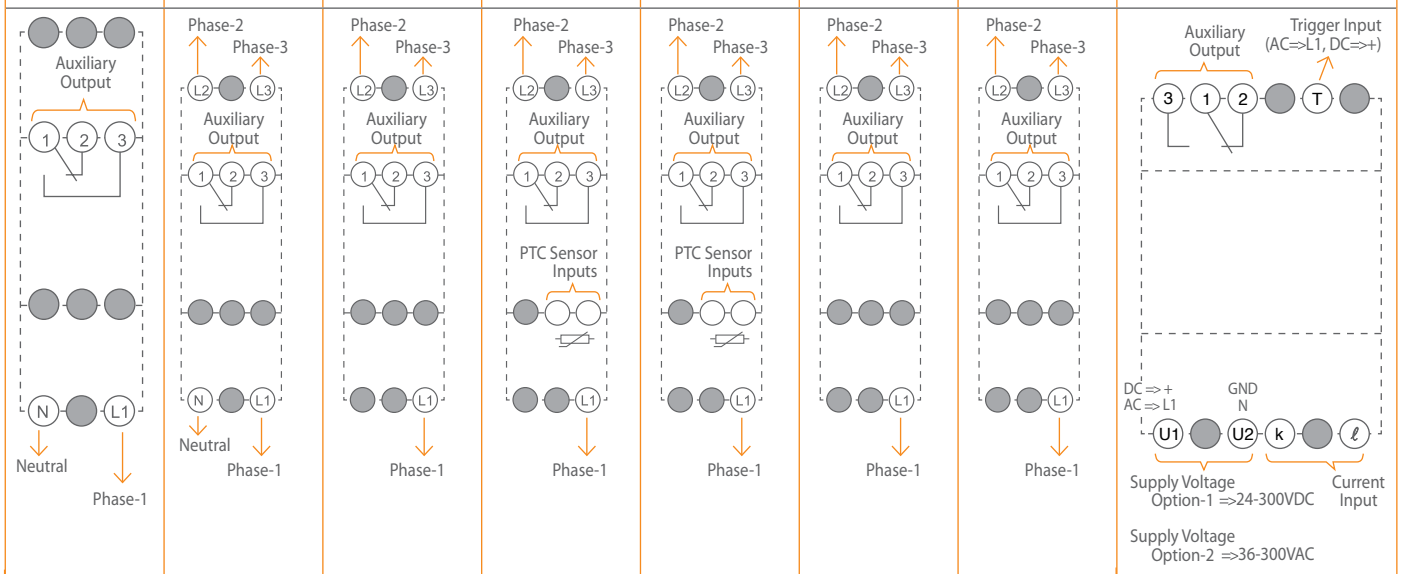 Auxiliary
Output
1 2 3
N L1
Neutral
Phase-1
Phase-2
Phase-3
L2 L3
Auxiliary
Output
1 2 3
N L1
Neutral
Phase-1
Phase-2
Phase-3
L2 L3
Auxiliary
Output
1 2 3
L1
Phase-1
Phase-2
Phase-3
L2 L3
Auxiliary
Output
1 2 3
PTC Sensor
Inputs
L1
Phase-1
Phase-2
Phase-3
L2 L3
Auxiliary
Output
1 2 3
PTC Sensor
Inputs
L1
Phase-1
Phase-2
Phase-3
L2 L3
Auxiliary
Output
1 2 3
L1
Phase-1
Phase-2
Phase-3
L2 L3
Auxiliary
Output
1 2 3
L1
Phase-1
Auxiliary
Output
Trigger Input
(AC=>L1, DC=>+)
3 1 2 T
DC => +
AC => L1
GND
N
U1 U2 k ℓ
Supply Voltage
Option-1 =>24-300VDC
Current
Input
Supply Voltage
Option-2 =>36-300VAC